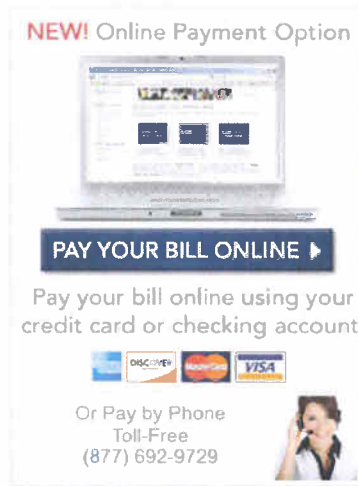 NEW! Online Payment Option
PAY YOUR BILL ONLINE
Pay your bill online using your
credit card or checking account
DISCOVER
MasterCard
VISA
Or Pay by Phone
Toll-Free
(877) 692-9729